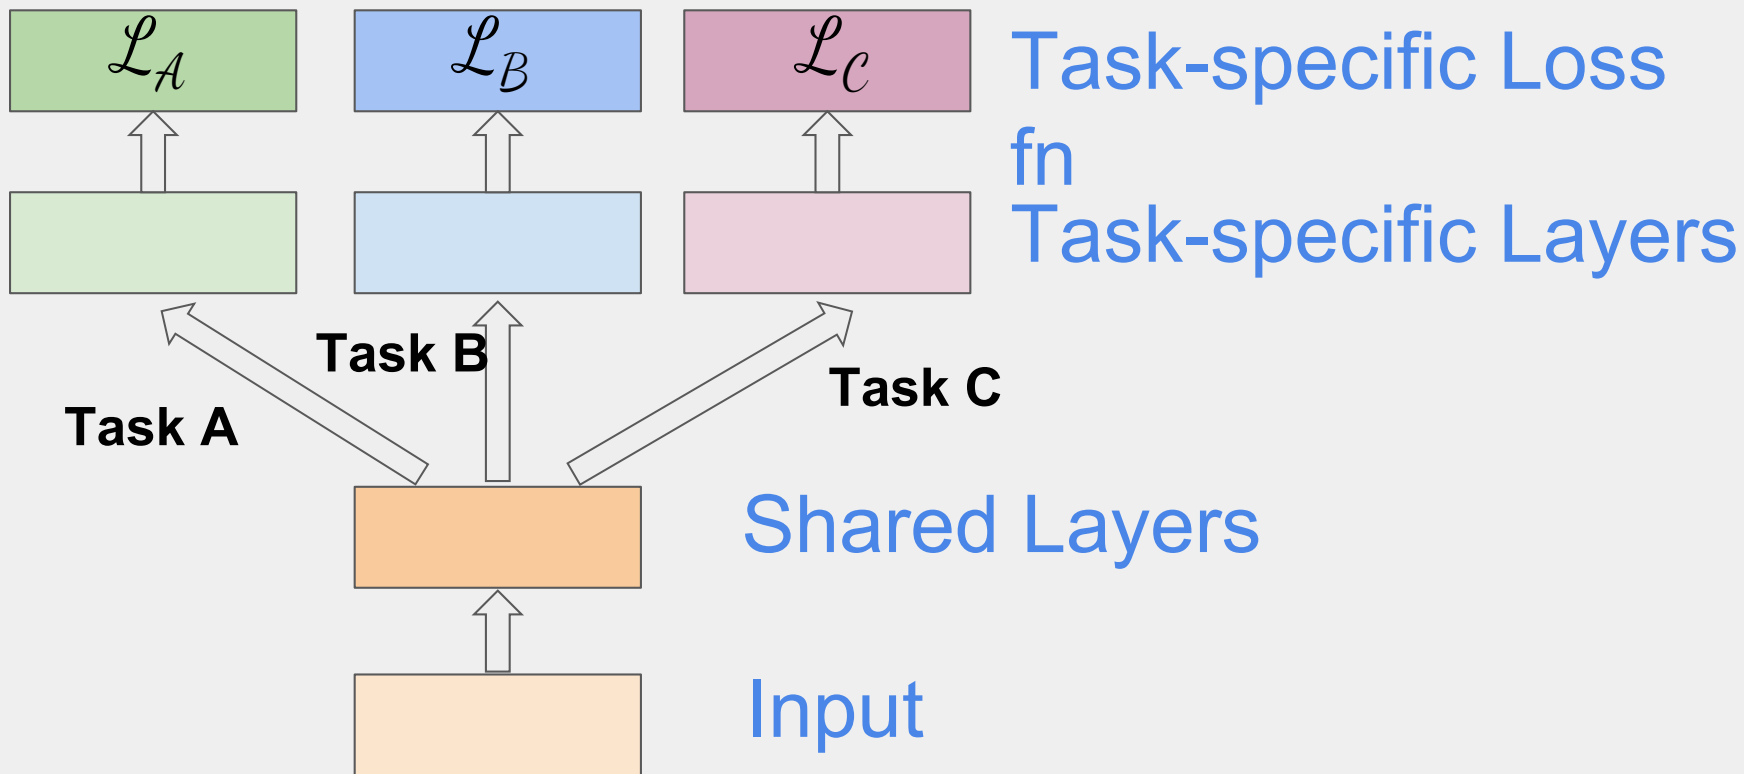 ℒ_A ℒ_B ℒ_C Task-specific Loss
fn
Task-specific Layers
Task B
Task C
Task A
Shared Layers
Input